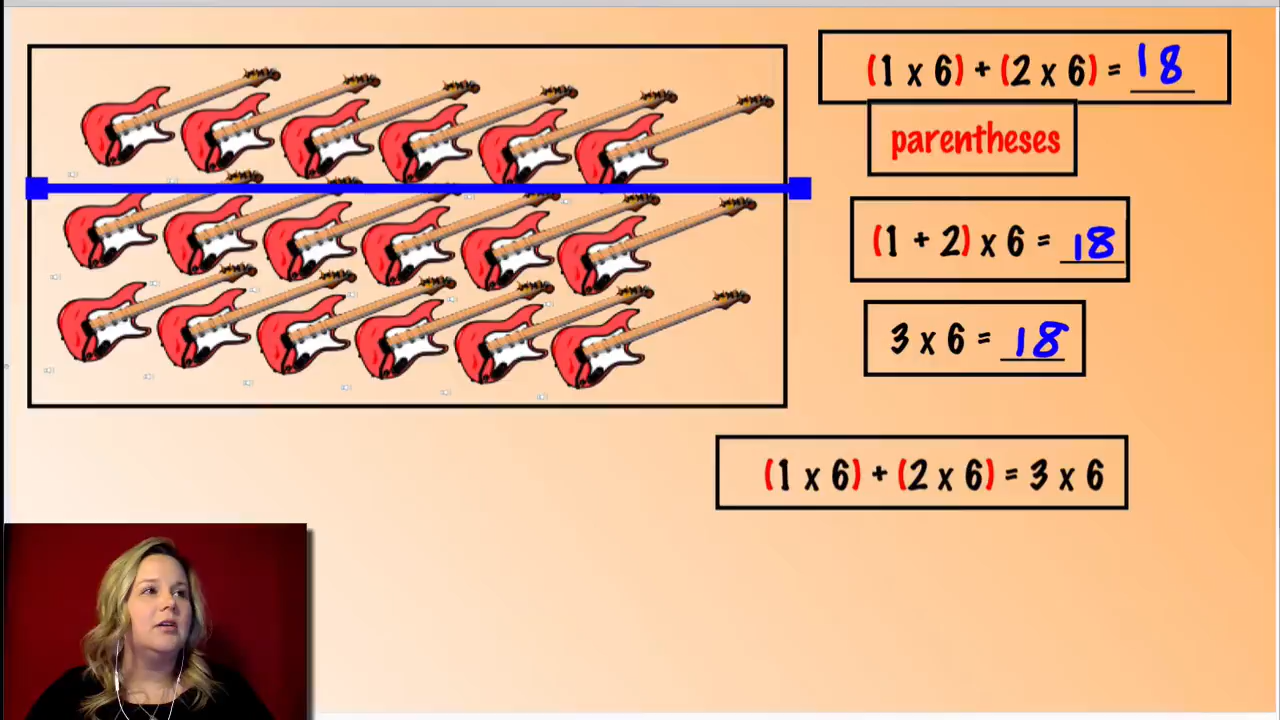 (1 x 6) + (2 x 6) = 18
parentheses
(1 + 2) x 6 = 18
3 x 6 = 18
(1 x 6) + (2 x 6) = 3 x 6